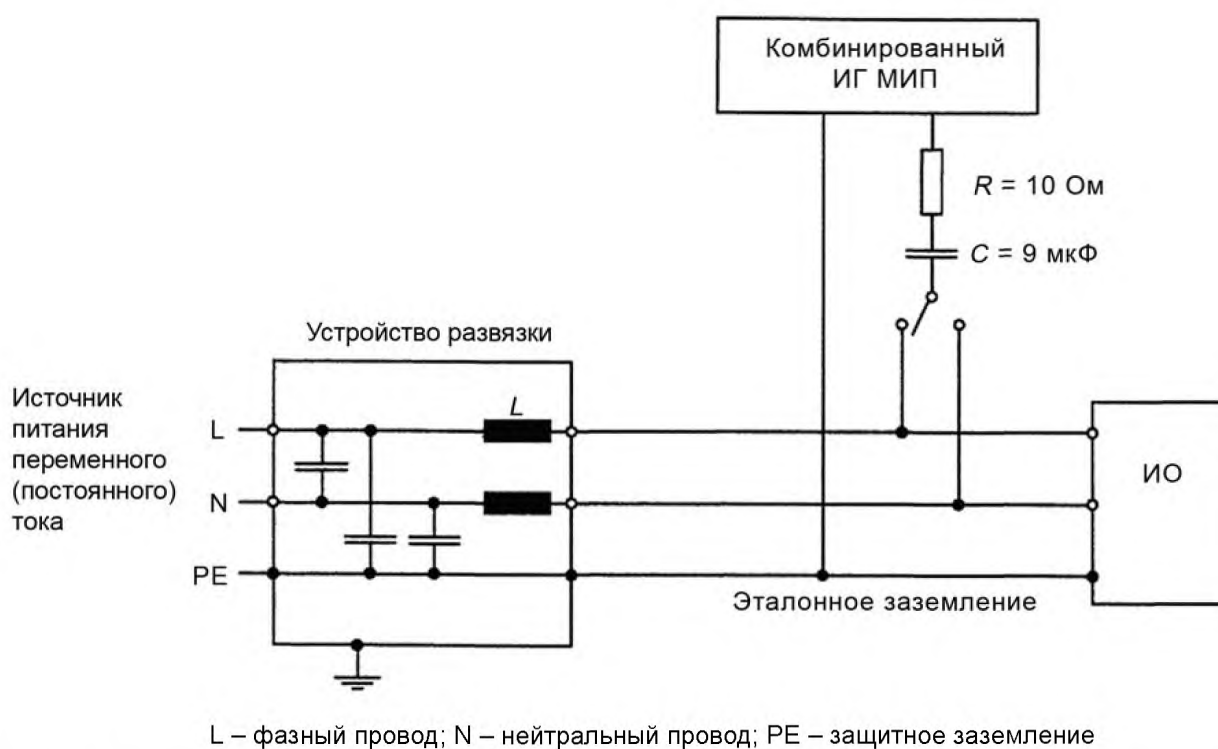 Комбинированный
ИГ МИП
R = 10 Ом
C = 9 мкФ
Устройство развязки
Источник
питания
переменного
(постоянного)
тока
L
L
N
PE
ИО
Эталонное заземление
L – фазный провод; N – нейтральный провод; PE – защитное заземление